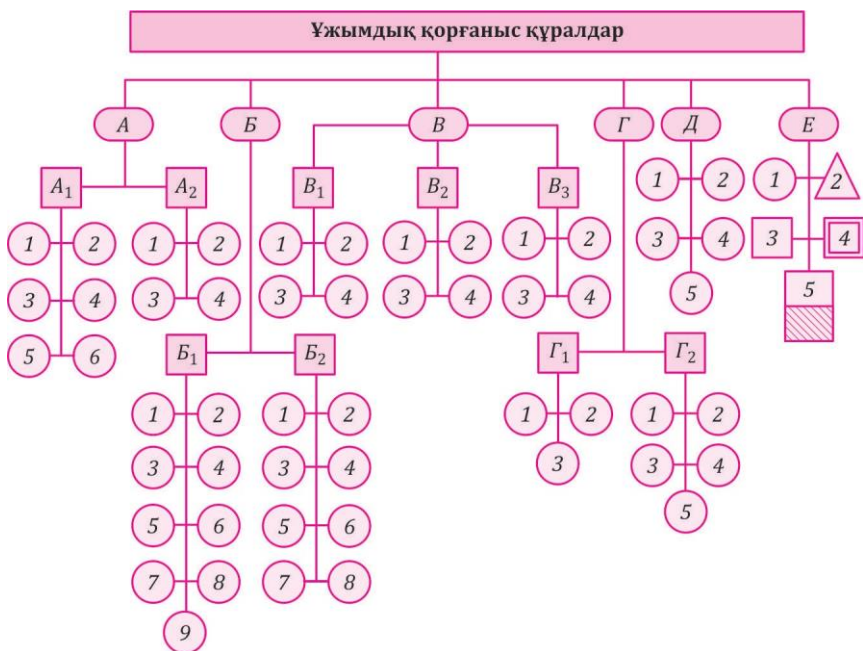 Ұжымдық қорғаныс құралдар
А Б В Г Д Е
1 2 1 2
А₁ А₂ В₁ В₂ В₃
1 2 1 2 1 2 1 2 1 2 3 4 3 4
3 4 3 4 3 4 3 4 3 4 5 5
5 6
Б₁ Б₂ Г₁ Г₂
1 2 1 2 1 2 1 2
3 4 3 4 3 3 4
5 6 5 6 5
7 8 7 8
9